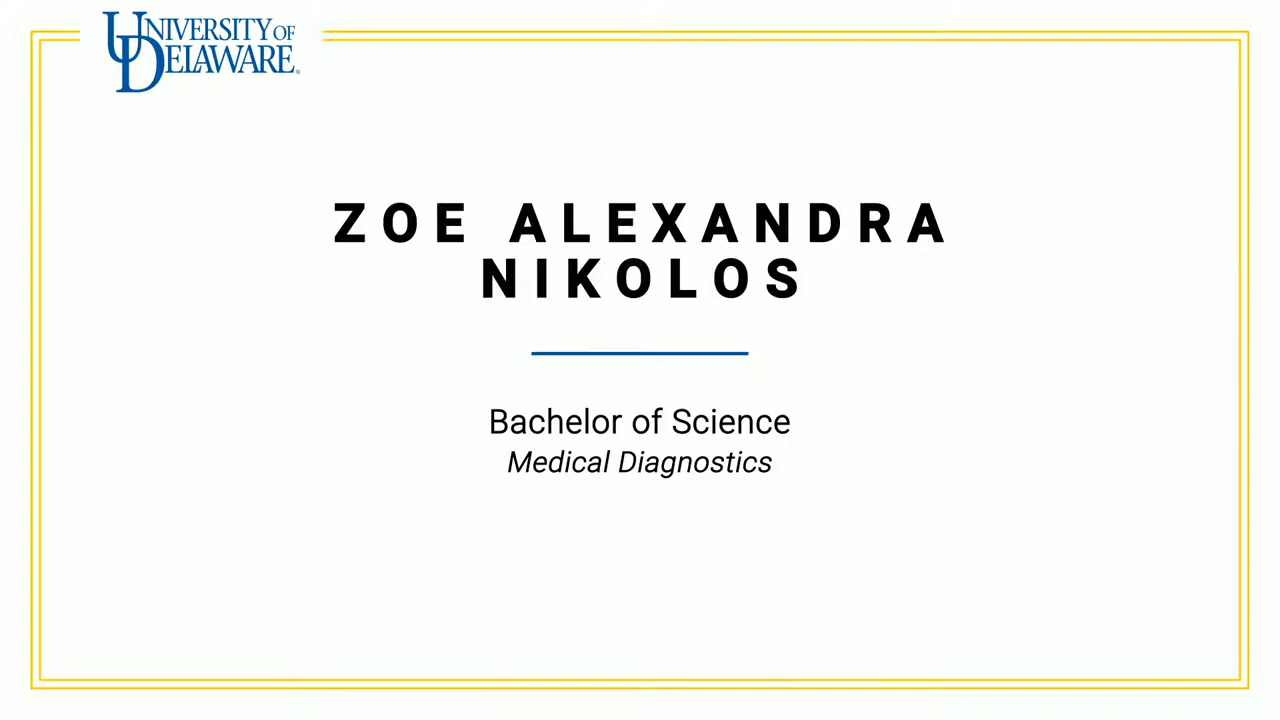 UNIVERSITY OF
DELAWARE
ZOE ALEXANDRA
NIKOLOS
Bachelor of Science
Medical Diagnostics